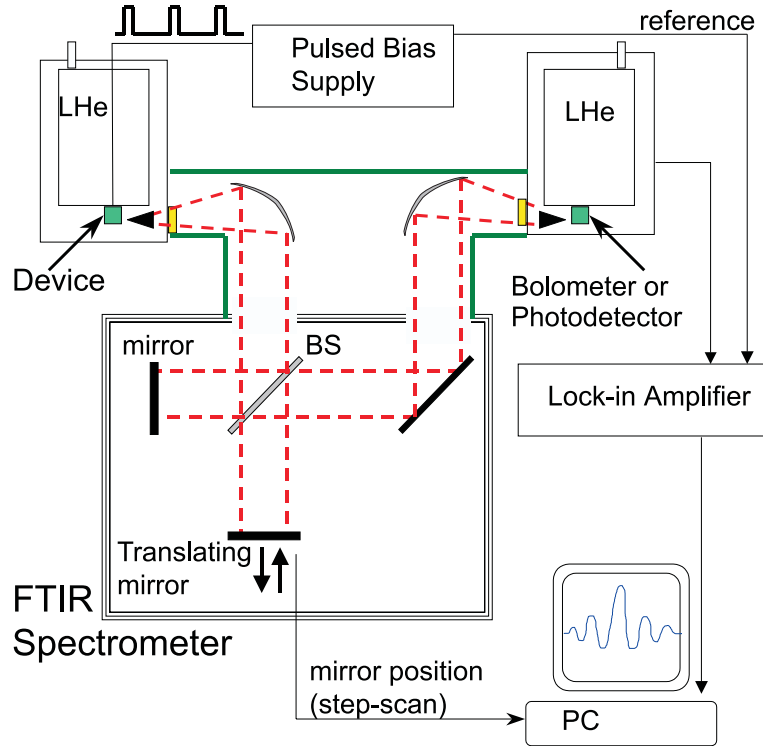 reference
Pulsed Bias
Supply
LHe
LHe
Device
Bolometer or
Photodetector
mirror
BS
Lock-in Amplifier
Translating
mirror
FTIR
Spectrometer
mirror position
(step-scan)
PC